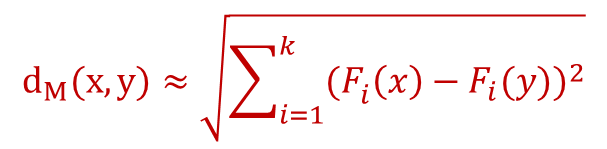 d_M(x,y) ≈ √(∑_{i=1}^{k} (F_i(x) − F_i(y))²)